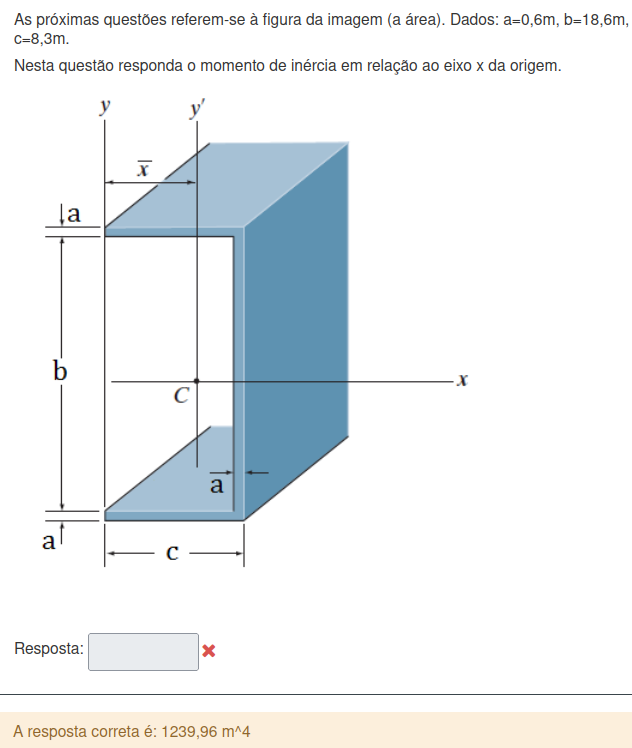 As próximas questões referem-se à figura da imagem (a área). Dados: a=0,6m, b=18,6m,
c=8,3m.
Nesta questão responda o momento de inércia em relação ao eixo x da origem.
y
y′
x̅
a
b
x
C
a
a
c
Resposta:
A resposta correta é: 1239,96 m^4